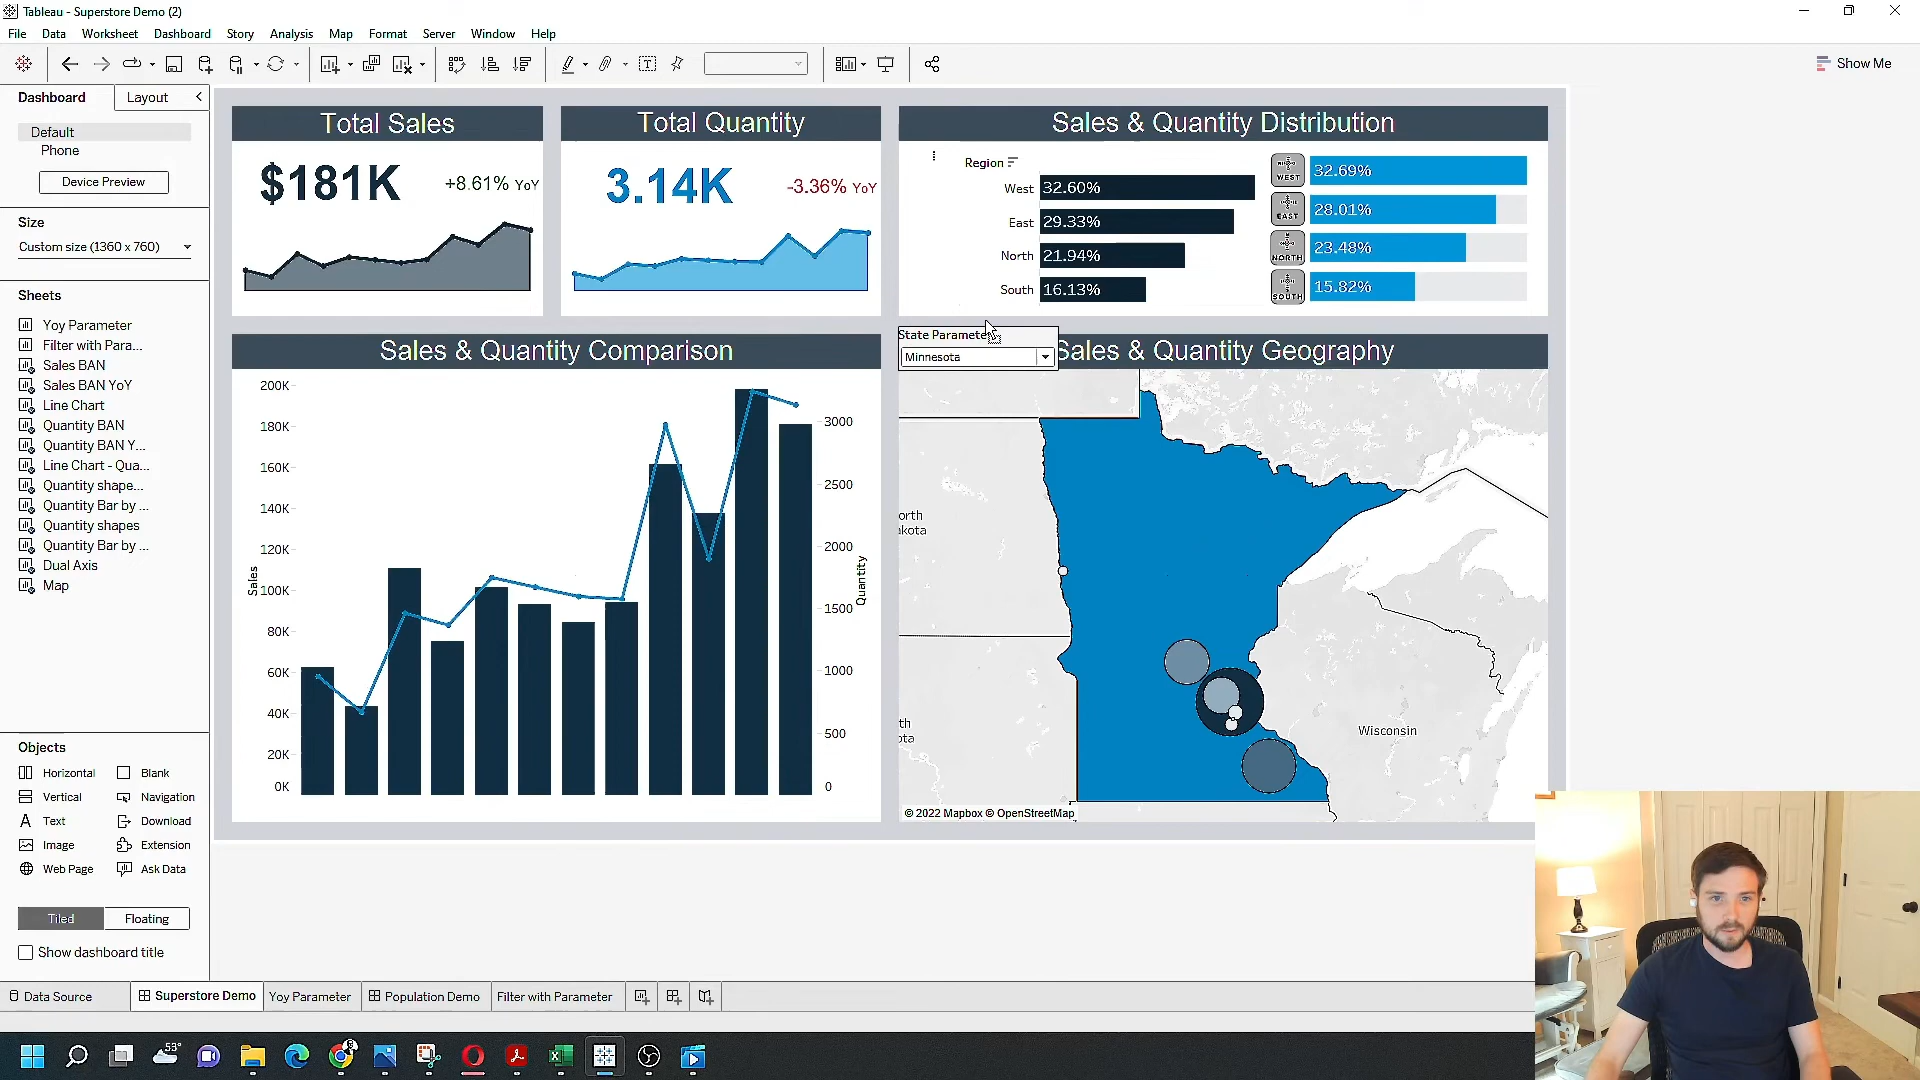 Tableau - Superstore Demo (2)
File Data Worksheet Dashboard Story Analysis Map Format Server Window Help
Show Me
Dashboard Layout
Default
Phone
Device Preview
Size
Custom size (1360 x 760)
Sheets
Yoy Parameter
Filter with Para...
Sales BAN
Sales BAN YoY
Line Chart
Quantity BAN
Quantity BAN Y...
Line Chart - Qua...
Quantity shape...
Quantity Bar by ...
Quantity shapes
Quantity Bar by ...
Dual Axis
Map
Objects
Horizontal Blank
Vertical Navigation
Text Download
Image Extension
Web Page Ask Data
Tiled Floating
Show dashboard title
Total Sales
$181K +8.61% YoY
Total Quantity
3.14K -3.36% YoY
Sales & Quantity Distribution
Region
West 32.60%
East 29.33%
North 21.94%
South 16.13%
WEST 32.69%
EAST 28.01%
NORTH 23.48%
SOUTH 15.82%
Sales & Quantity Comparison
200K
180K
160K
140K
120K
100K
80K
60K
40K
20K
0K
Sales
3000
2500
2000
1500
1000
500
0
Quantity
State Parameter
Minnesota
Sales & Quantity Geography
orth
akota
th
ota
Wisconsin
© 2022 Mapbox © OpenStreetMap
Data Source Superstore Demo Yoy Parameter Population Demo Filter with Parameter
53°